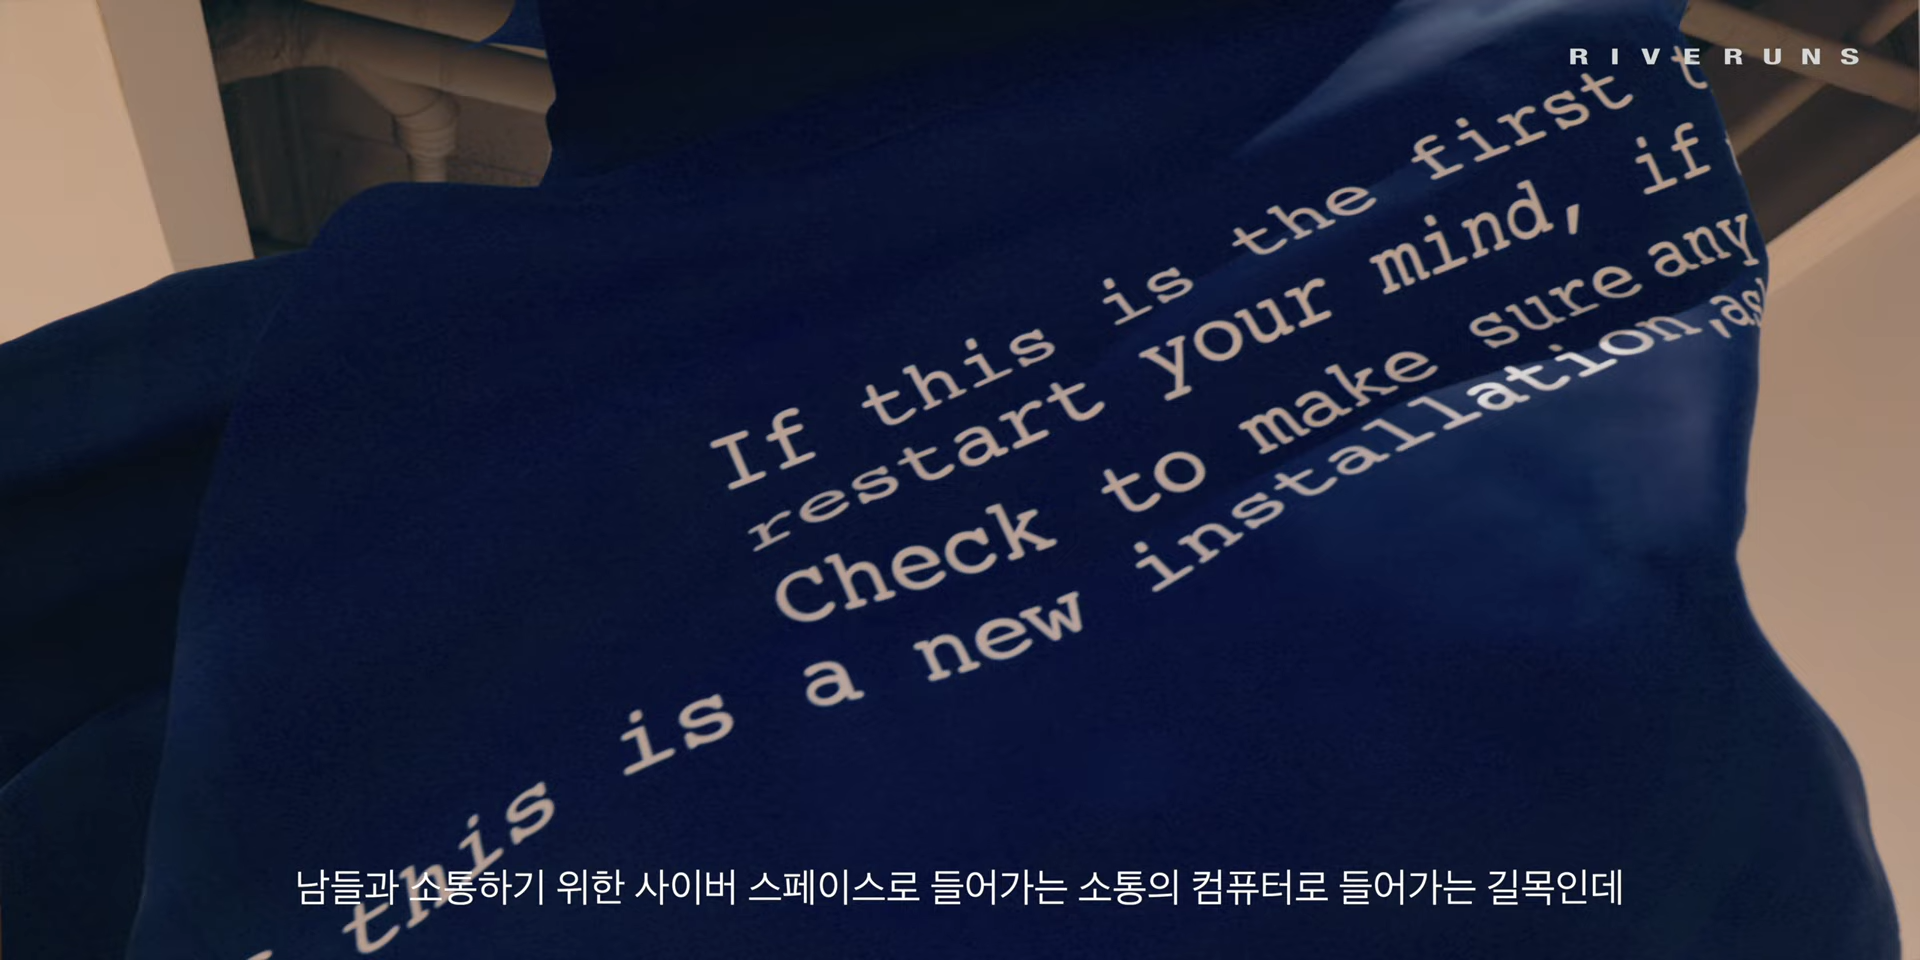 RIVERUNS
If this is the first
restart your mind, if
Check to make sure any
a new installation, as
this is
남들과 소통하기 위한 사이버 스페이스로 들어가는 소통의 컴퓨터로 들어가는 길목인데